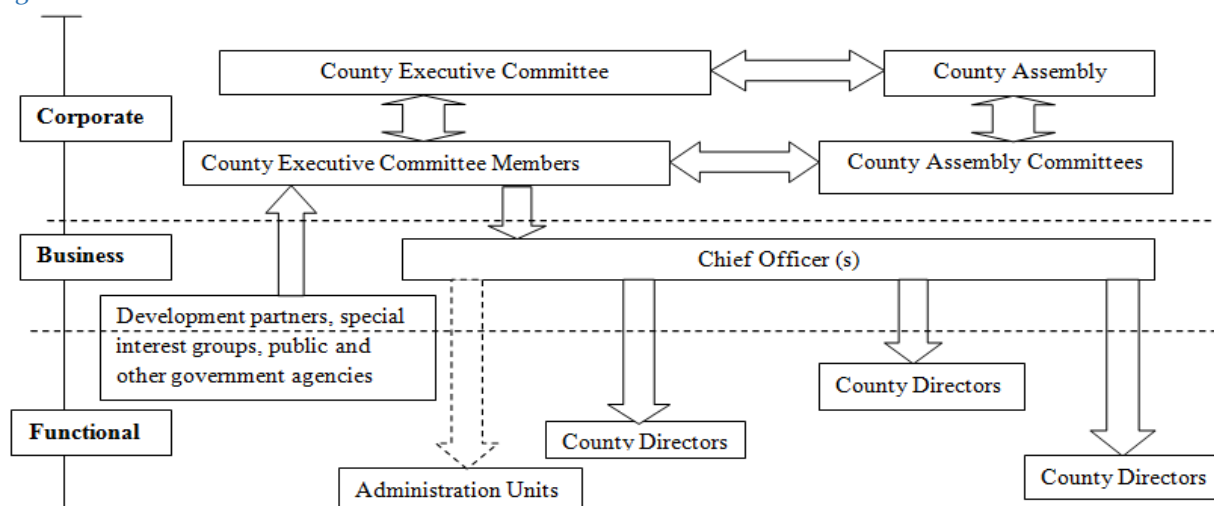 County Executive Committee
County Assembly
Corporate
County Executive Committee Members
County Assembly Committees
Business
Chief Officer (s)
Development partners, special
interest groups, public and
other government agencies
County Directors
Functional
County Directors
County Directors
Administration Units